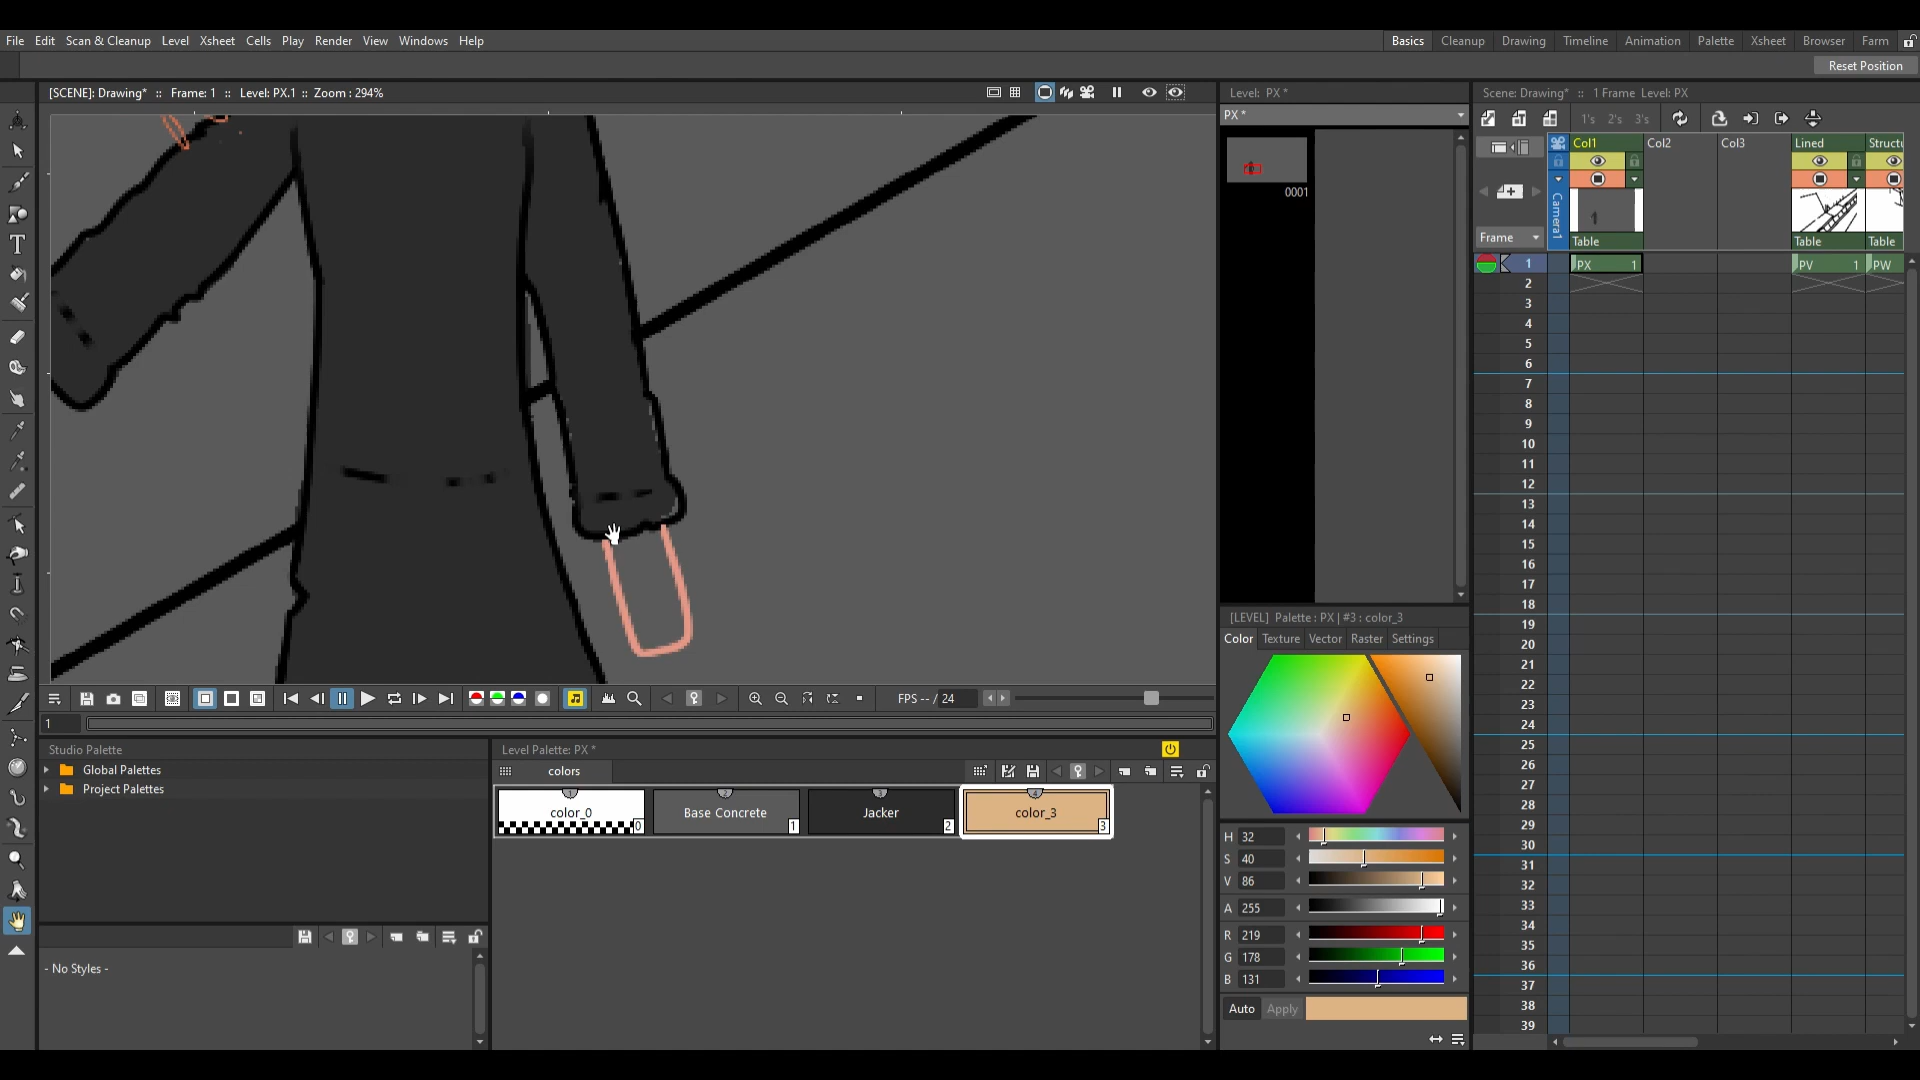 File Edit Scan & Cleanup Level Xsheet Cells Play Render View Windows Help
Basics Cleanup Drawing Timeline Animation Palette Xsheet Browser Farm
Reset Position
[SCENE]: Drawing* :: Frame: 1 :: Level: PX.1 :: Zoom : 294%
Level: PX *
Scene: Drawing* :: 1 Frame Level: PX
PX *
1's 2's 3's
Col1 Col2 Col3 Lined Struct
0001
Camera1
Frame
Table Table Table
1 PX 1 PV 1 PW
2
3
4
5
6
7
8
9
10
11
12
13
14
15
16
17
18
19
20
21
22
23
24
25
26
27
28
29
30
31
32
33
34
35
36
37
38
39
[LEVEL] Palette : PX | #3 : color_3
Color Texture Vector Raster Settings
FPS -- / 24
1
Studio Palette
Global Palettes
Project Palettes
- No Styles -
Level Palette: PX *
colors
1 2 3 4
color_0 0
Base Concrete 1
Jacker 2
color_3 3
H 32
S 40
V 86
A 255
R 219
G 178
B 131
Auto Apply